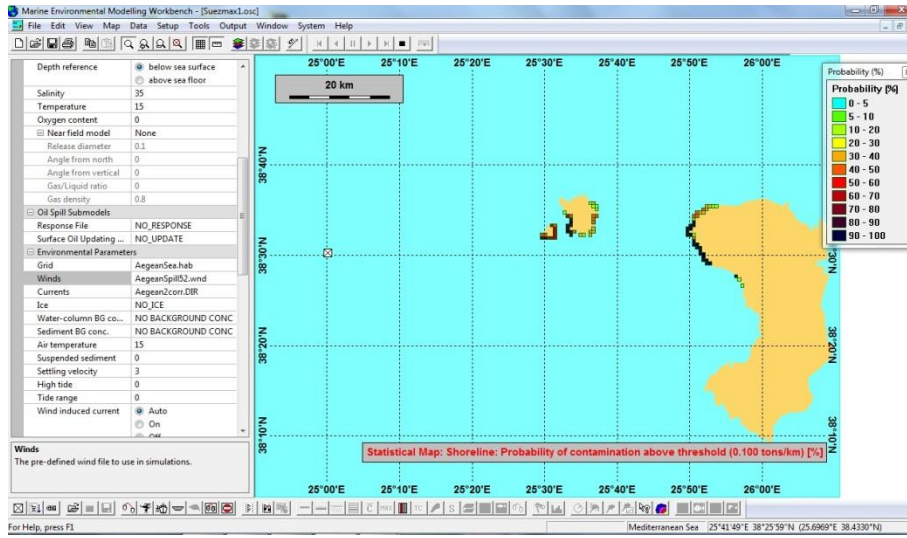 Marine Environmental Modelling Workbench - [Suezmax1.osc]
File Edit View Map Data Setup Tools Output Window System Help
Depth reference below sea surface
above sea floor
Salinity 35
Temperature 15
Oxygen content 0
Near field model None
Release diameter 0.1
Angle from north 0
Angle from vertical 0
Gas/Liquid ratio 0
Gas density 0.8
Oil Spill Submodels
Response File NO_RESPONSE
Surface Oil Updating ... NO_UPDATE
Environmental Parameters
Grid AegeanSea.hab
Winds AegeanSpill52.wnd
Currents Aegean2corr.DIR
Ice NO_ICE
Water-column BG co... NO BACKGROUND CONC
Sediment BG conc. NO BACKGROUND CONC
Air temperature 15
Suspended sediment 0
Settling velocity 3
High tide 0
Tide range 0
Wind induced current Auto
On
Off
Winds
The pre-defined wind file to use in simulations.
25°00'E 25°10'E 25°20'E 25°30'E 25°40'E 25°50'E 26°00'E
20 km
38°40'N
38°30'N
38°20'N
38°10'N
Probability (%)
Probability (%)
0 - 5
5 - 10
10 - 20
20 - 30
30 - 40
40 - 50
50 - 60
60 - 70
70 - 80
80 - 90
90 - 100
38°30'N
38°20'N
38°10'N
Statistical Map: Shoreline: Probability of contamination above threshold (0.100 tons/km) [%]
25°00'E 25°10'E 25°20'E 25°30'E 25°40'E 25°50'E 26°00'E
For Help, press F1
Mediterranean Sea 25°41'49"E 38°25'59"N (25.6969°E 38.4330°N)